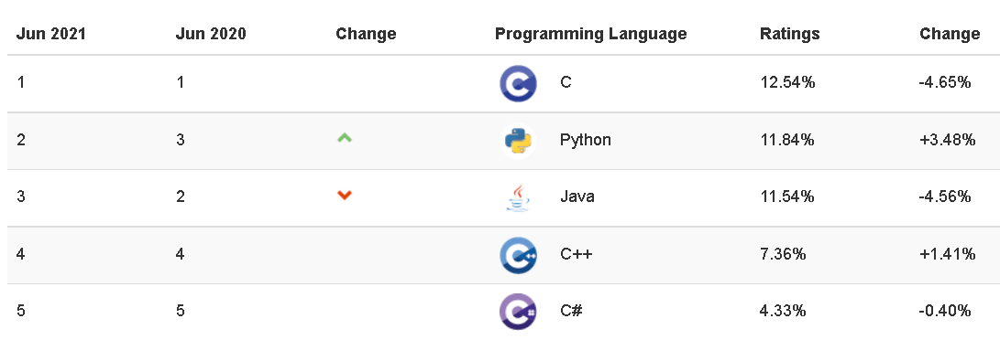 Jun 2021 Jun 2020 Change Programming Language Ratings Change
1 1 C 12.54% -4.65%
2 3 Python 11.84% +3.48%
3 2 Java 11.54% -4.56%
4 4 C++ 7.36% +1.41%
5 5 C# 4.33% -0.40%